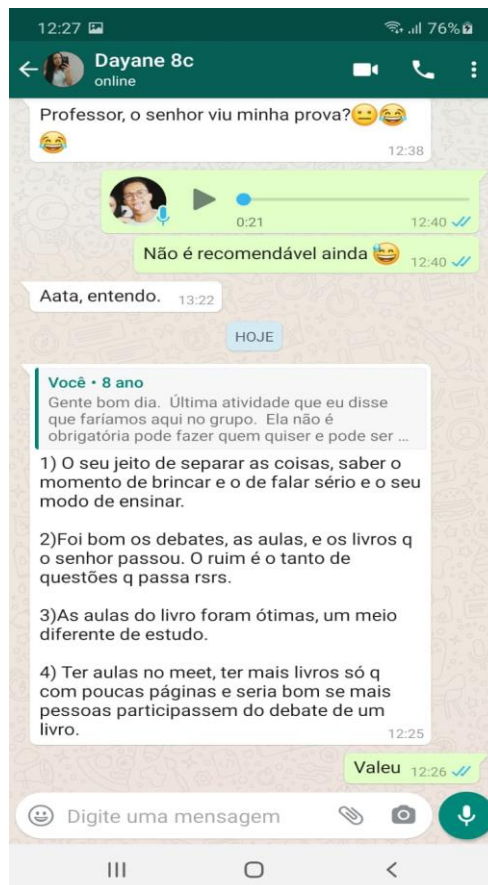 12:27 76%
Dayane 8c
online
Professor, o senhor viu minha prova?😐😂
😂
12:38
0:21 12:40
Não é recomendável ainda 😅 12:40
Aata, entendo. 13:22
HOJE
Você • 8 ano
Gente bom dia. Última atividade que eu disse
que faríamos aqui no grupo. Ela não é
obrigatória pode fazer quem quiser e pode ser ...
1) O seu jeito de separar as coisas, saber o
momento de brincar e o de falar sério e o seu
modo de ensinar.
2)Foi bom os debates, as aulas, e os livros q
o senhor passou. O ruim é o tanto de
questões q passa rsrs.
3)As aulas do livro foram ótimas, um meio
diferente de estudo.
4) Ter aulas no meet, ter mais livros só q
com poucas páginas e seria bom se mais
pessoas participassem do debate de um
livro.
12:25
Valeu 12:26
Digite uma mensagem